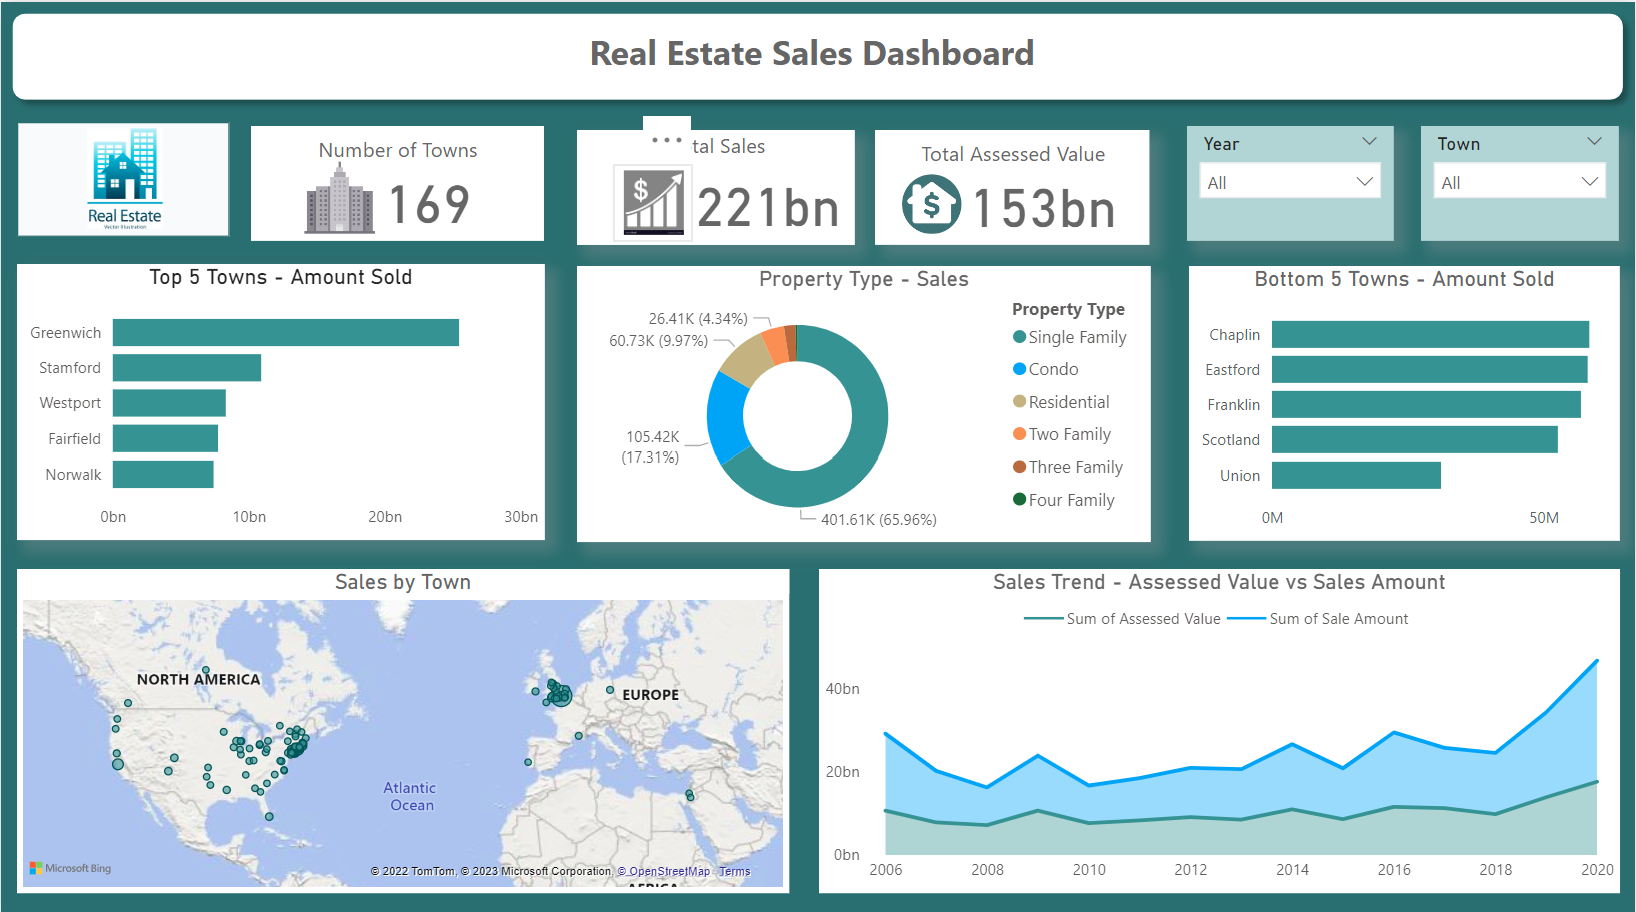 Real Estate Sales Dashboard
Real Estate
Vector Illustration
Number of Towns
169
tal Sales
$
221bn
Total Assessed Value
$
153bn
Year
All
Town
All
Top 5 Towns - Amount Sold
Greenwich
Stamford
Westport
Fairfield
Norwalk
0bn 10bn 20bn 30bn
Property Type - Sales
26.41K (4.34%)
60.73K (9.97%)
105.42K
(17.31%)
401.61K (65.96%)
Property Type
Single Family
Condo
Residential
Two Family
Three Family
Four Family
Bottom 5 Towns - Amount Sold
Chaplin
Eastford
Franklin
Scotland
Union
0M 50M
Sales by Town
NORTH AMERICA
EUROPE
Atlantic
Ocean
Microsoft Bing
© 2022 TomTom, © 2023 Microsoft Corporation, © OpenStreetMap Terms
AFRICA
Sales Trend - Assessed Value vs Sales Amount
Sum of Assessed Value Sum of Sale Amount
40bn
20bn
0bn
2006 2008 2010 2012 2014 2016 2018 2020